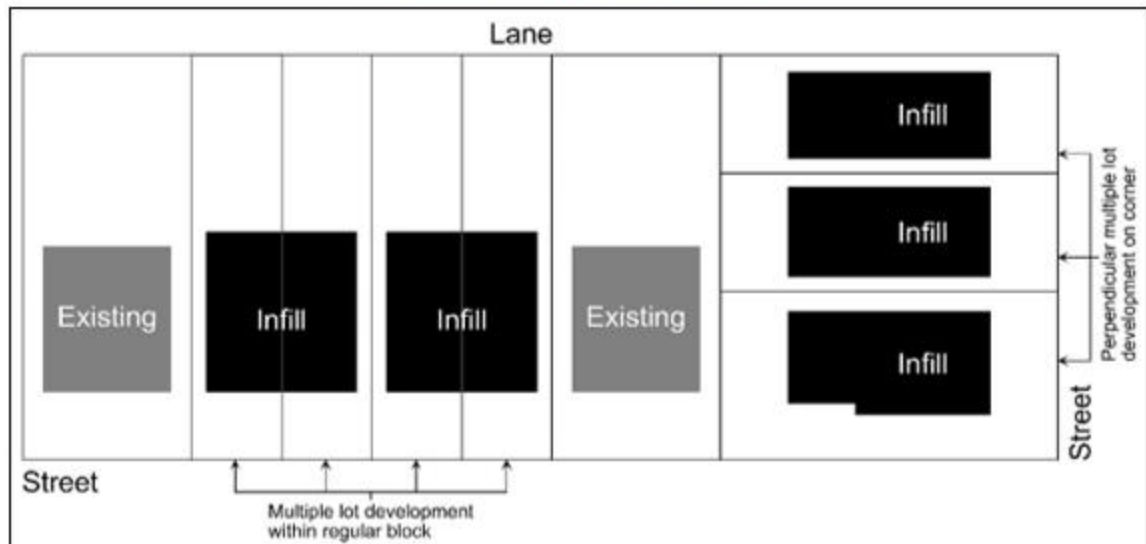 Lane
Infill
Infill
Infill
Existing
Infill
Infill
Existing
Perpendicular multiple lot
development on corner
Street
Street
Multiple lot development
within regular block